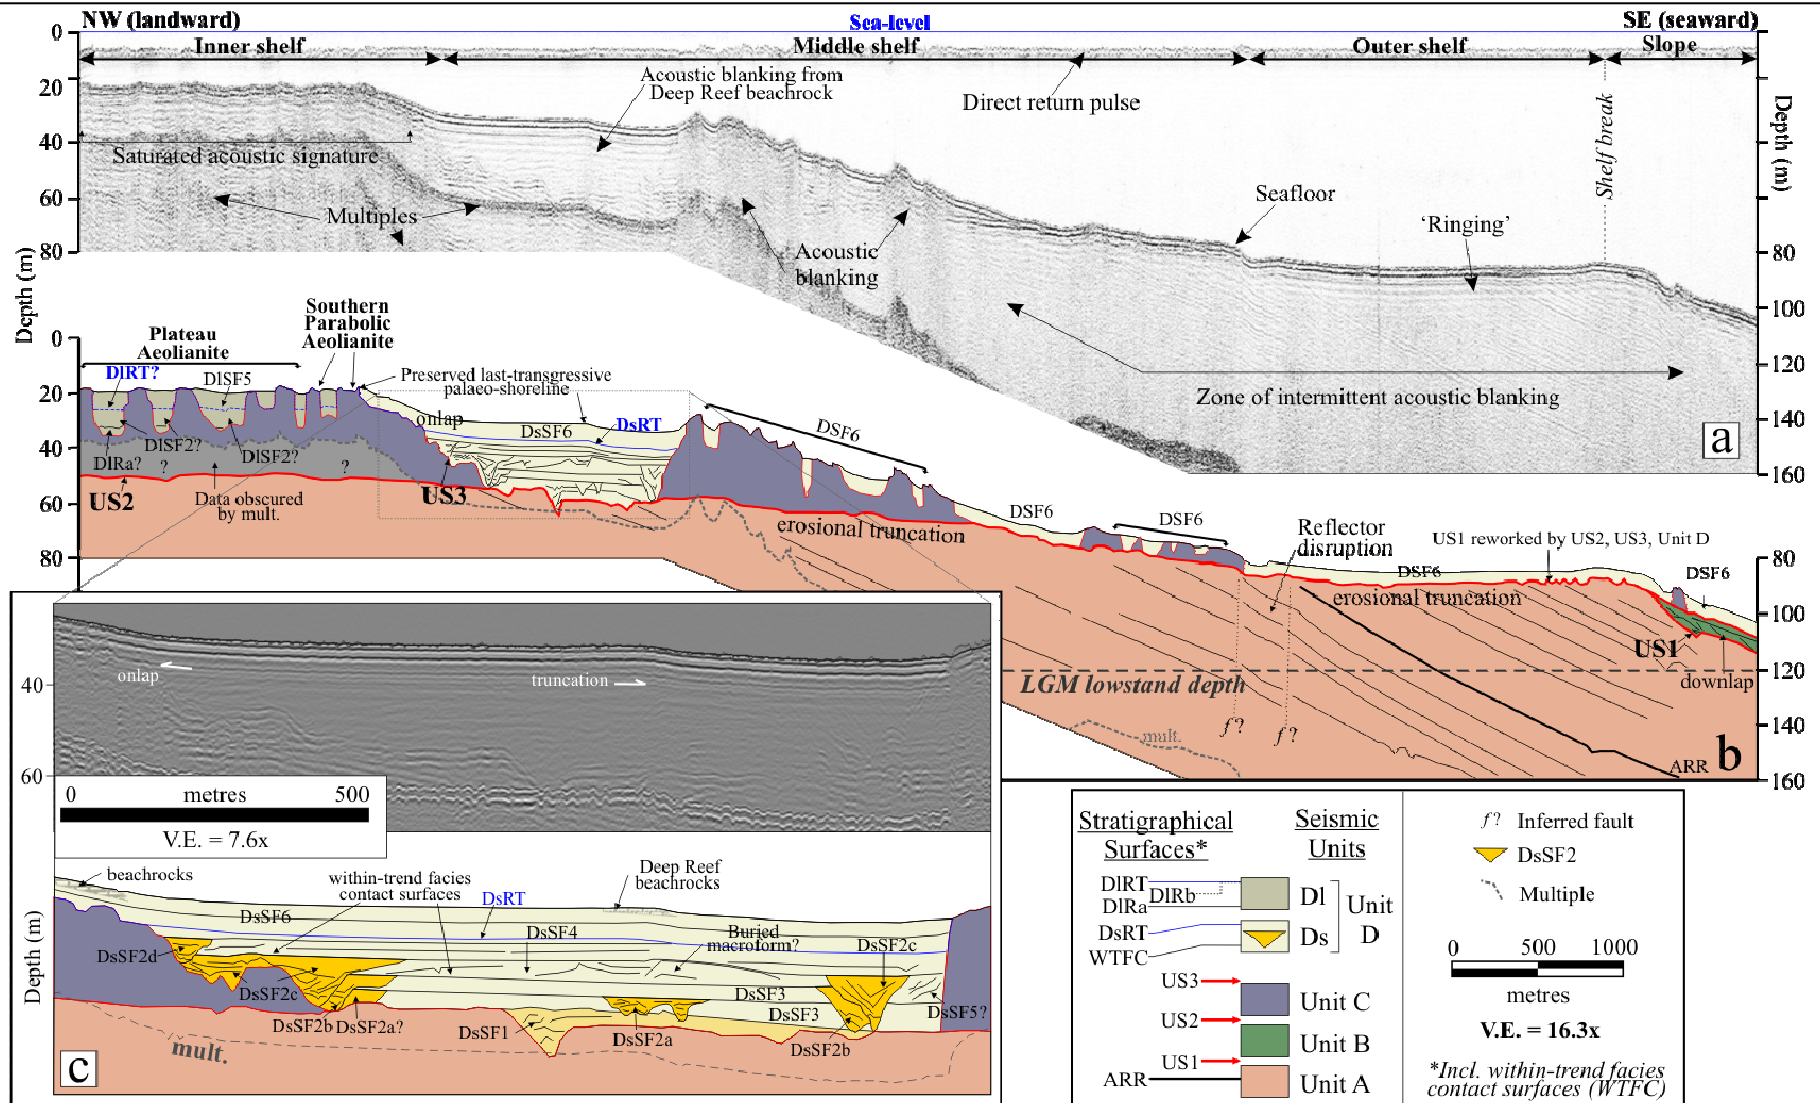 NW (landward)
Sea-level
SE (seaward)
Inner shelf
Middle shelf
Outer shelf
Slope
0
20
40
60
80
Depth (m)
Acoustic blanking from
Deep Reef beachrock
Direct return pulse
Saturated acoustic signature
Multiples
Acoustic
blanking
Seafloor
'Ringing'
Shelf break
Depth (m)
80
100
120
140
160
Zone of intermittent acoustic blanking
a
0
20
40
60
80
Plateau
Aeolianite
Southern
Parabolic
Aeolianite
DlRT?
DlSF5
Preserved last-transgressive
palaeo-shoreline
onlap
DsSF6
DsRT
DSF6
DlSF2?
DlSF2?
DlRa?
?
?
US2
Data obscured
by mult.
US3
erosional truncation
DSF6
DSF6
Reflector
disruption
US1 reworked by US2, US3, Unit D
DSF6
DSF6
erosional truncation
US1
downlap
LGM lowstand depth
f?
f?
mult.
ARR
b
80
100
120
140
160
onlap
truncation
40
60
0 metres 500
V.E. = 7.6x
Depth (m)
beachrocks
within-trend facies
contact surfaces
DsRT
Deep Reef
beachrocks
DsSF6
DsSF4
Buried
macroform?
DsSF2c
DsSF2d
DsSF2c
DsSF3
DsSF3
DsSF5?
DsSF2b
DsSF2a?
DsSF1
DsSF2a
DsSF2b
mult.
c
Stratigraphical
Surfaces*
Seismic
Units
DlRT
DlRb
DlRa
DsRT
WTFC
US3
US2
US1
ARR
Dl
Ds
Unit
D
Unit C
Unit B
Unit A
f? Inferred fault
DsSF2
Multiple
0 500 1000
metres
V.E. = 16.3x
*Incl. within-trend facies
contact surfaces (WTFC)